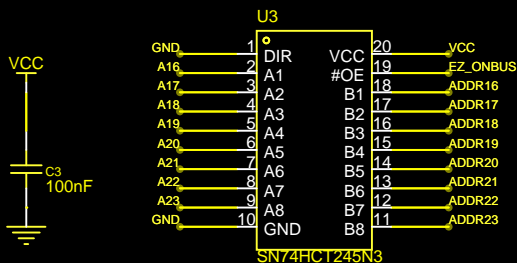 U3
GND 1 DIR VCC 20 VCC
A16 2 A1 #OE 19 EZ_ONBUS
A17 3 A2 B1 18 ADDR16
A18 4 A3 B2 17 ADDR17
A19 5 A4 B3 16 ADDR18
A20 6 A5 B4 15 ADDR19
A21 7 A6 B5 14 ADDR20
A22 8 A7 B6 13 ADDR21
A23 9 A8 B7 12 ADDR22
GND 10 GND B8 11 ADDR23
SN74HCT245N3
VCC
C3
100nF